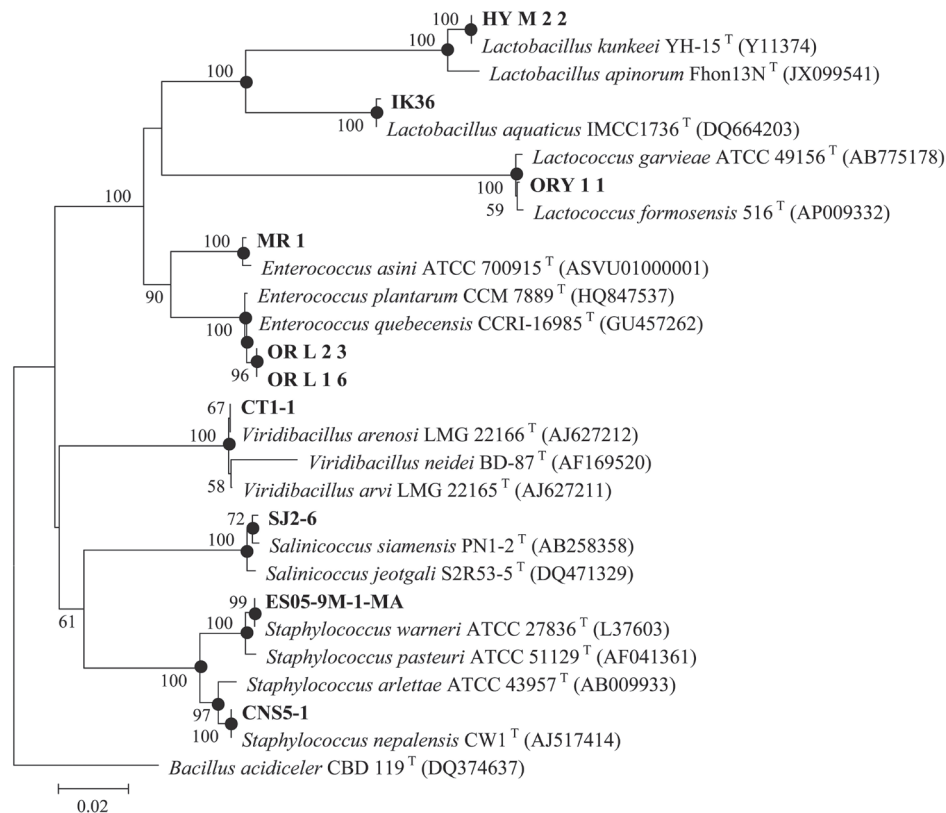 100 HY M 2 2
100 Lactobacillus kunkeei YH-15 T (Y11374)
100 Lactobacillus apinorum Fhon13N T (JX099541)
IK36
100 Lactobacillus aquaticus IMCC1736 T (DQ664203)
Lactococcus garvieae ATCC 49156 T (AB775178)
100 ORY 1 1
59 Lactococcus formosensis 516 T (AP009332)
100
100 MR 1
Enterococcus asini ATCC 700915 T (ASVU01000001)
90 Enterococcus plantarum CCM 7889 T (HQ847537)
100 Enterococcus quebecensis CCRI-16985 T (GU457262)
OR L 2 3
96 OR L 1 6
67 CT1-1
100 Viridibacillus arenosi LMG 22166 T (AJ627212)
Viridibacillus neidei BD-87 T (AF169520)
58 Viridibacillus arvi LMG 22165 T (AJ627211)
72 SJ2-6
100 Salinicoccus siamensis PN1-2 T (AB258358)
Salinicoccus jeotgali S2R53-5 T (DQ471329)
99 ES05-9M-1-MA
61 100 Staphylococcus warneri ATCC 27836 T (L37603)
Staphylococcus pasteuri ATCC 51129 T (AF041361)
100 Staphylococcus arlettae ATCC 43957 T (AB009933)
97 CNS5-1
100 Staphylococcus nepalensis CW1 T (AJ517414)
Bacillus acidiceler CBD 119 T (DQ374637)
0.02